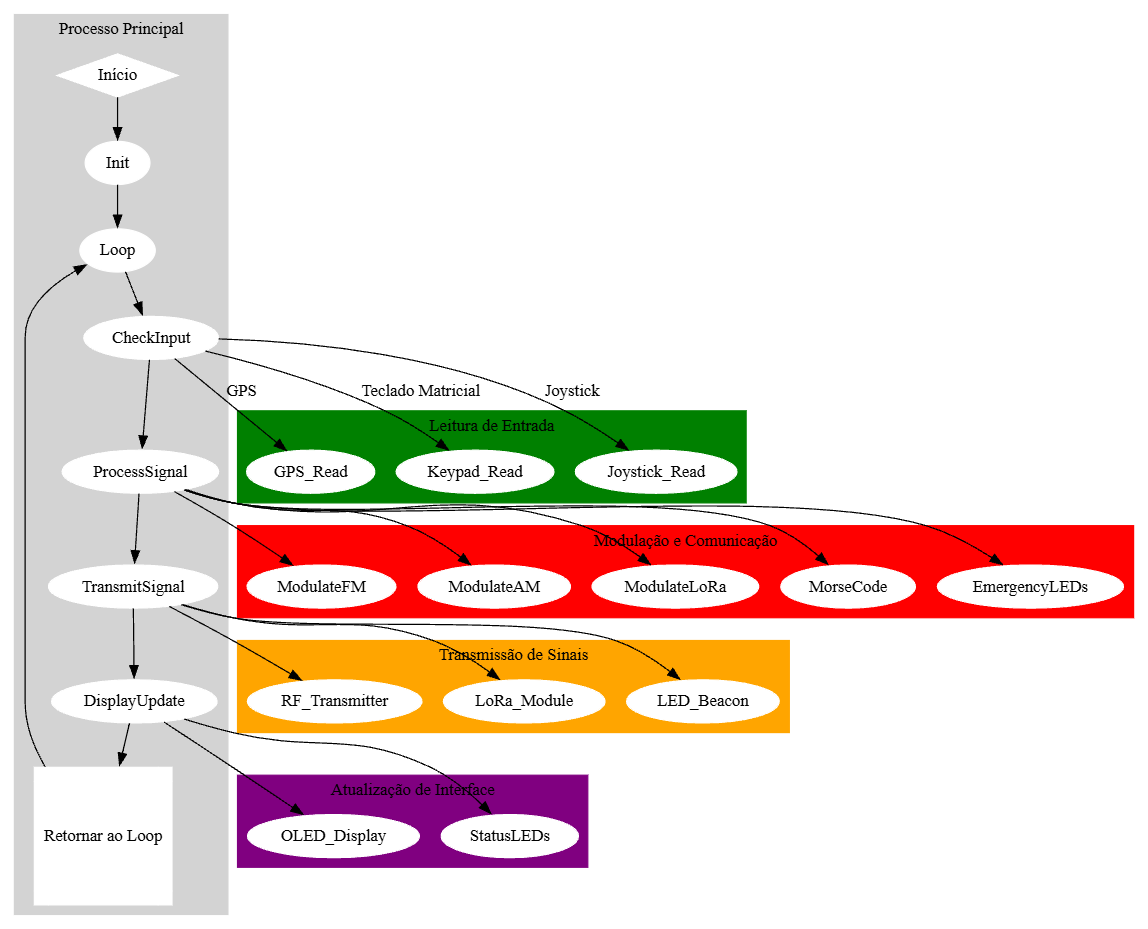 Processo Principal
Início
Init
Loop
CheckInput
GPS
Teclado Matricial
Joystick
Leitura de Entrada
ProcessSignal
GPS_Read
Keypad_Read
Joystick_Read
Modulação e Comunicação
TransmitSignal
ModulateFM
ModulateAM
ModulateLoRa
MorseCode
EmergencyLEDs
Transmissão de Sinais
DisplayUpdate
RF_Transmitter
LoRa_Module
LED_Beacon
Atualização de Interface
Retornar ao Loop
OLED_Display
StatusLEDs